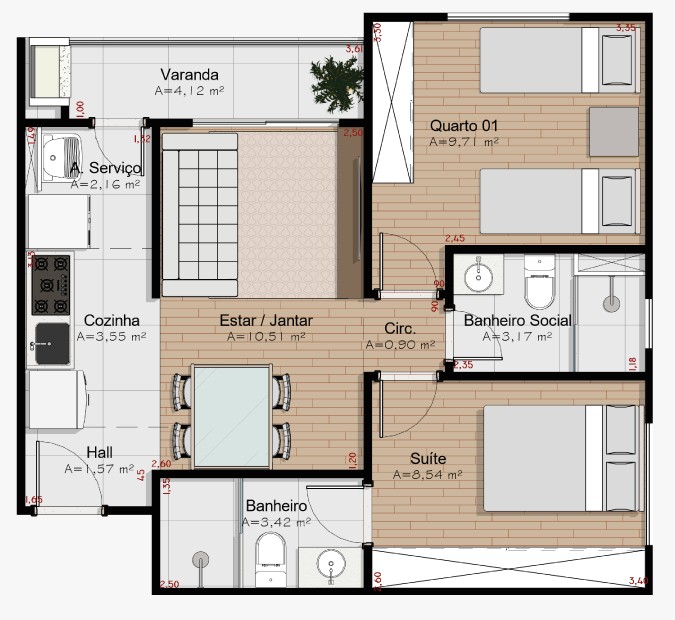 3,61
Varanda
A=4,12 m²
1,00
3,30
3,35
Quarto 01
A=9,71 m²
2,45
1,49
1,52
A. Serviço
A=2,16 m²
2,50
3,13
Cozinha
A=3,55 m²
Estar / Jantar
A=10,51 m²
90
Circ.
A=0,90 m²
Banheiro Social
A=3,17 m²
2,35
1,18
Hall
A=1,57 m²
1,65
45
2,60
1,20
Suíte
A=8,54 m²
1,35
Banheiro
A=3,42 m²
2,50
3,40